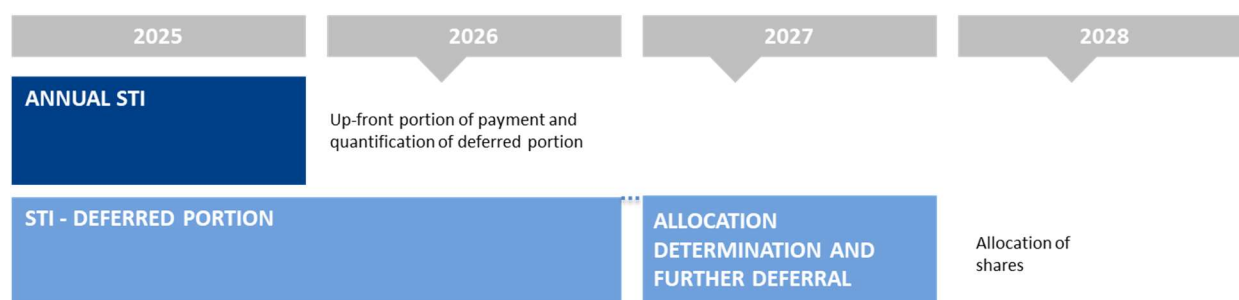 2025
2026
2027
2028
ANNUAL STI
Up-front portion of payment and
quantification of deferred portion
STI - DEFERRED PORTION
ALLOCATION
DETERMINATION AND
FURTHER DEFERRAL
Allocation of
shares